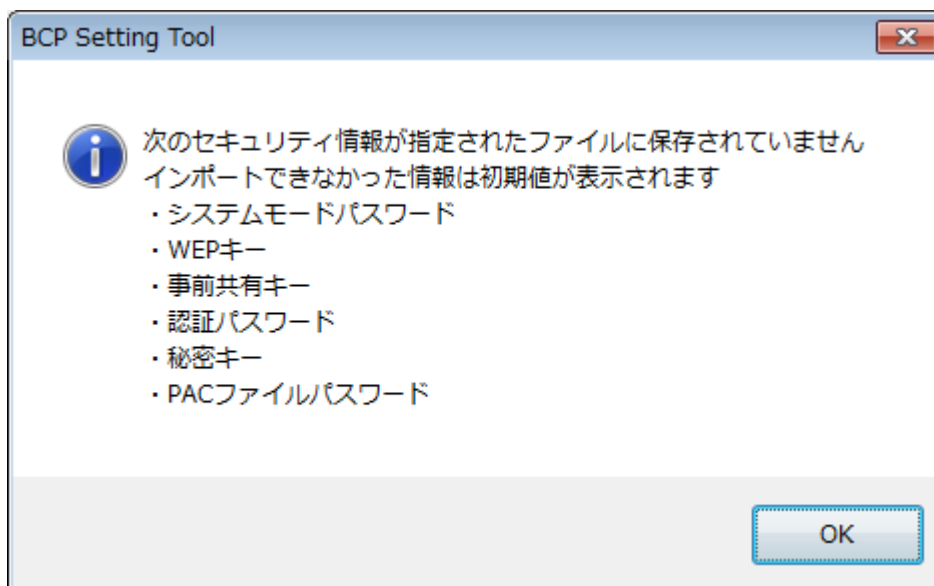 BCP Setting Tool
次のセキュリティ情報が指定されたファイルに保存されていません
インポートできなかった情報は初期値が表示されます
・システムモードパスワード
・WEPキー
・事前共有キー
・認証パスワード
・秘密キー
・PACファイルパスワード
OK